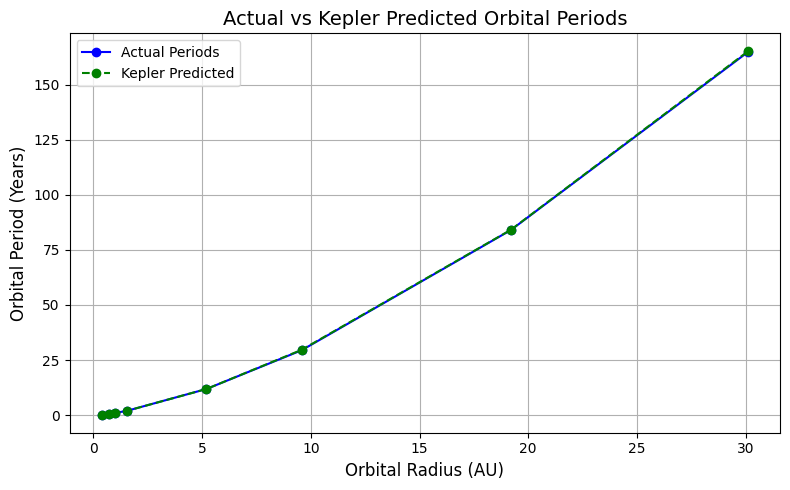 Actual vs Kepler Predicted Orbital Periods
Actual Periods
Kepler Predicted
Orbital Period (Years)
150
125
100
75
50
25
0
0 5 10 15 20 25 30
Orbital Radius (AU)